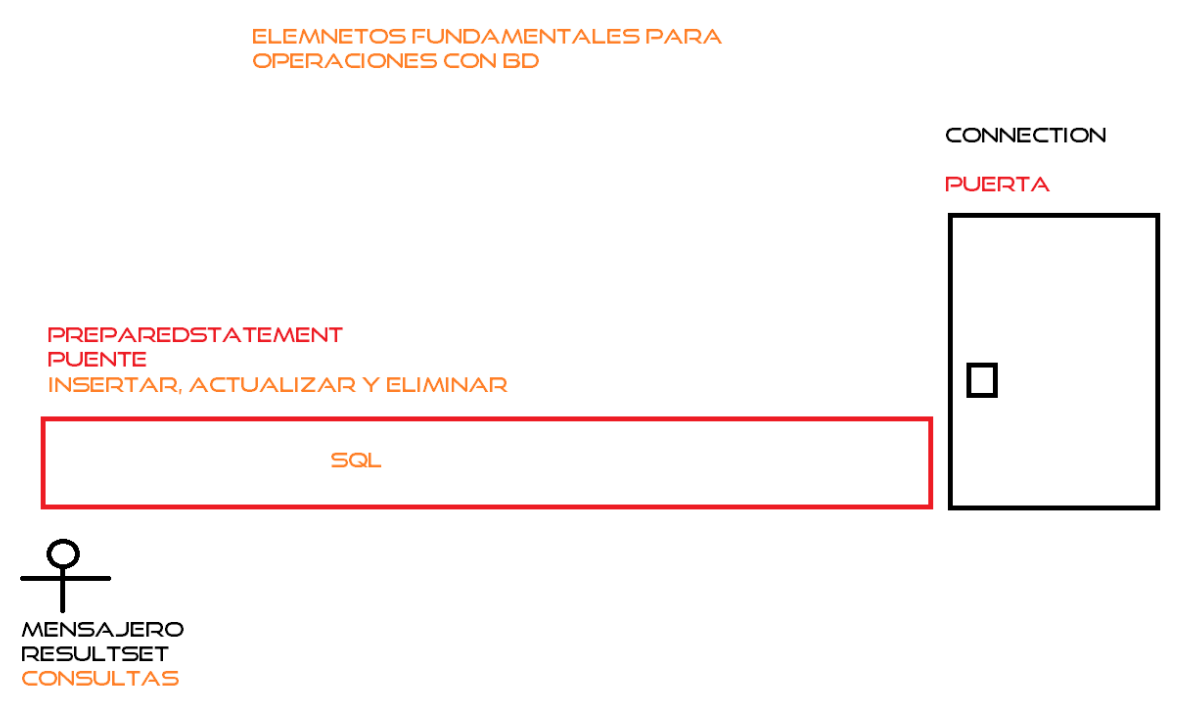 ELEMNETOS FUNDAMENTALES PARA
OPERACIONES CON BD
CONNECTION
PUERTA
PREPAREDSTATEMENT
PUENTE
INSERTAR, ACTUALIZAR Y ELIMINAR
SQL
MENSAJERO
RESULTSET
CONSULTAS